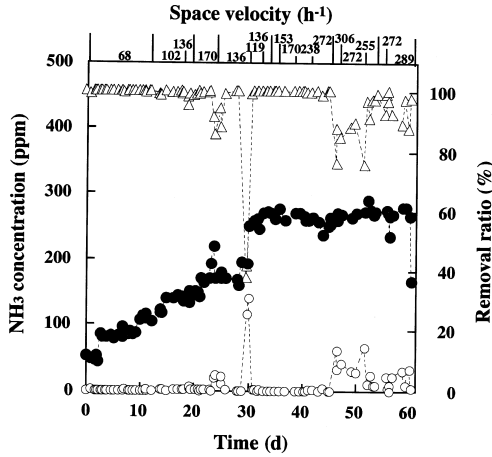 Space velocity (h-1)
136 153 272 306 272
136 119 255
68 102 170 136 170 238 272 289
500
400
300
200
100
0
NH3 concentration (ppm)
100
80
60
40
20
0
Removal ratio (%)
0 10 20 30 40 50 60
Time (d)